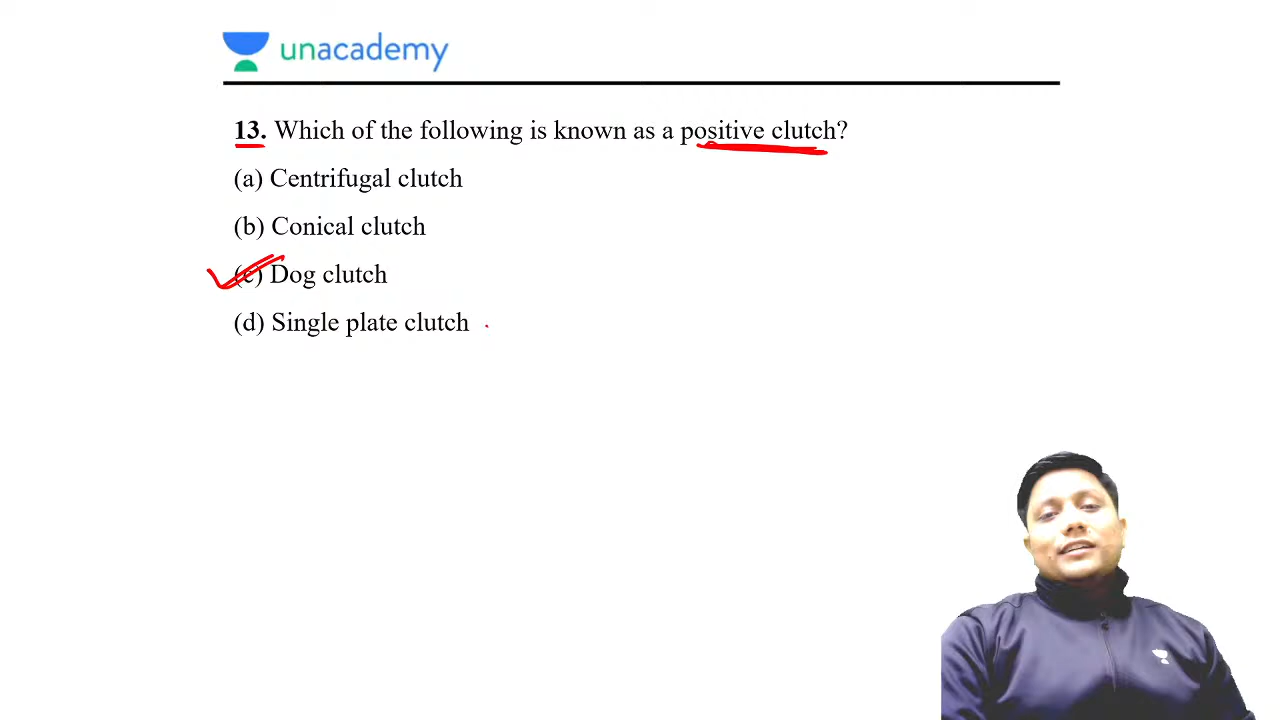 unacademy
13. Which of the following is known as a positive clutch?
(a) Centrifugal clutch
(b) Conical clutch
(c) Dog clutch
(d) Single plate clutch